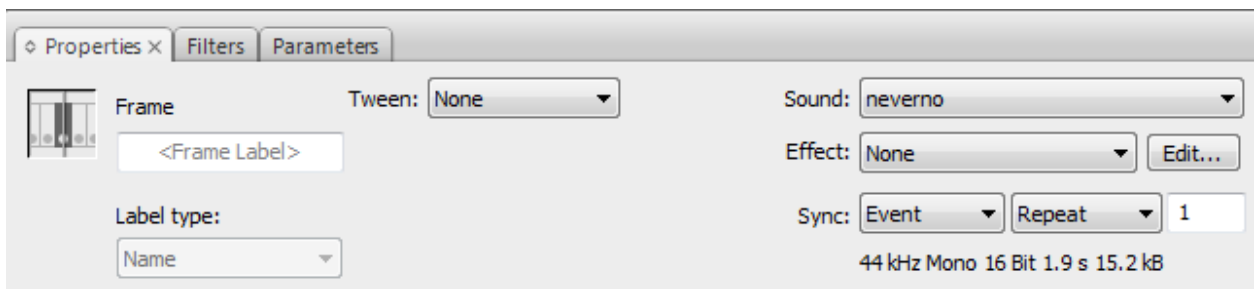 Properties Filters Parameters
Frame Tween: None Sound: neverno
<Frame Label> Effect: None Edit...
Label type: Sync: Event Repeat 1
Name 44 kHz Mono 16 Bit 1.9 s 15.2 kB